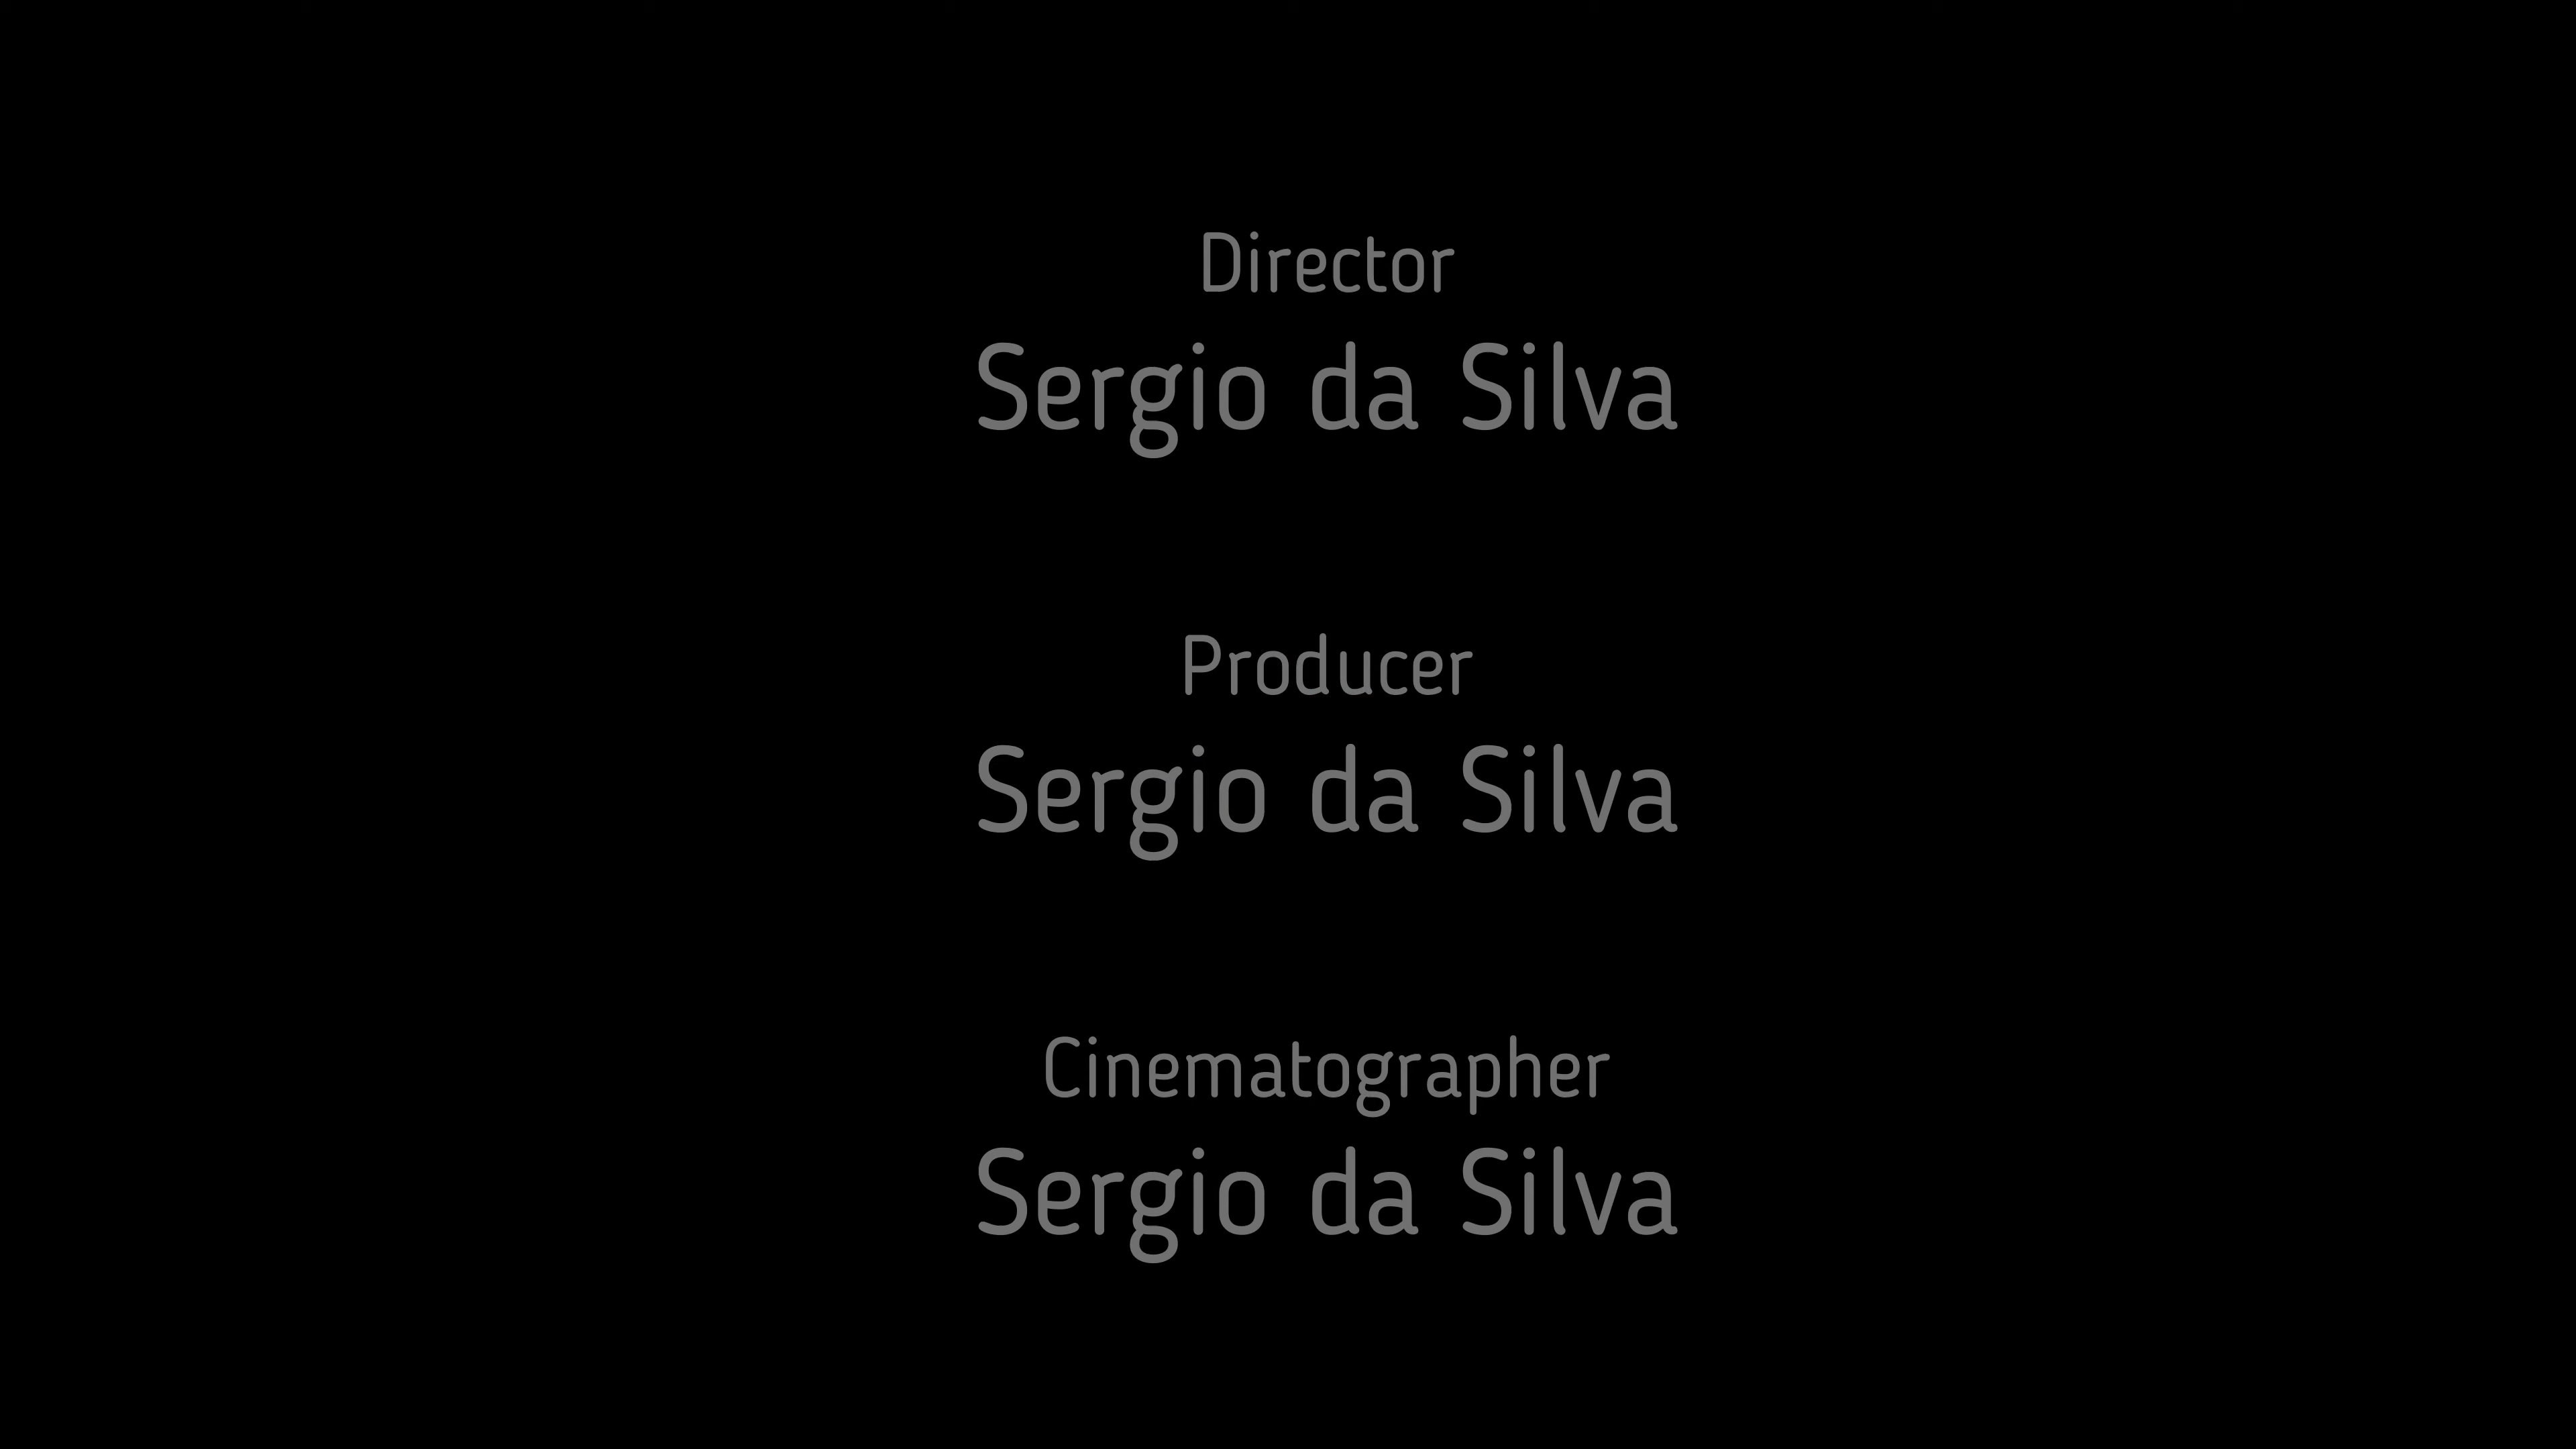 Director
Sergio da Silva
Producer
Sergio da Silva
Cinematographer
Sergio da Silva